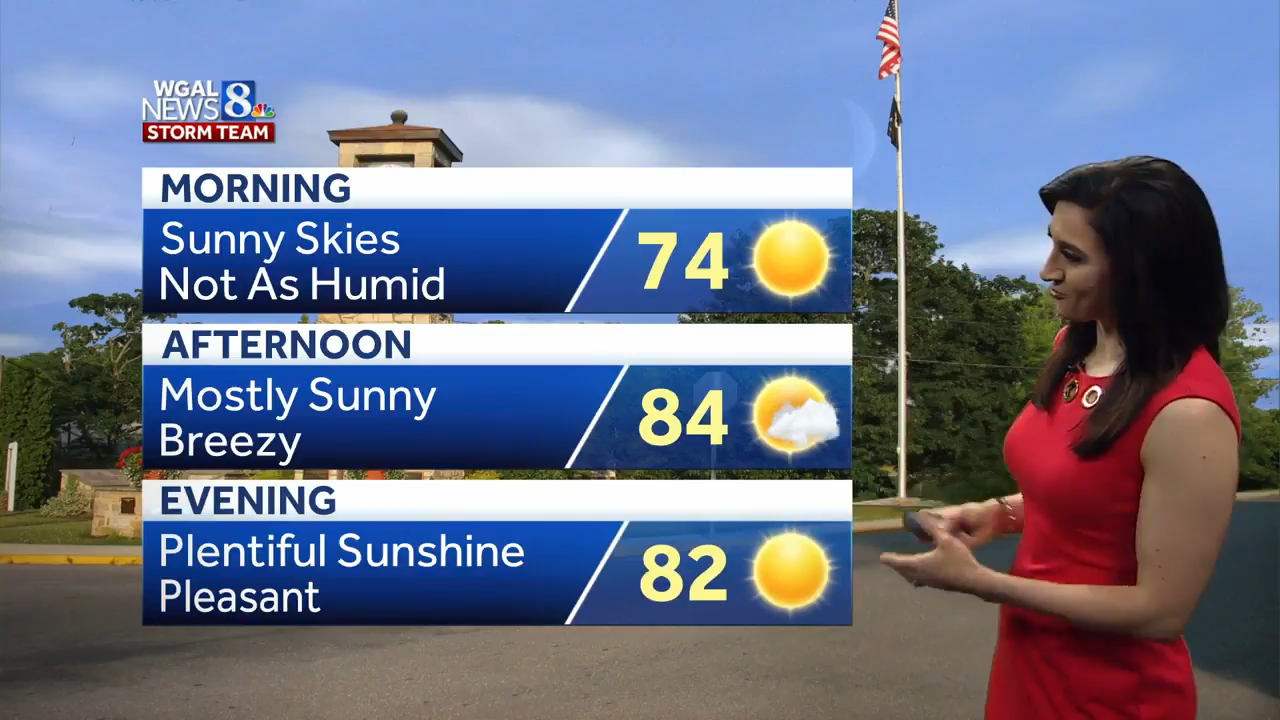 WGAL
NEWS 8
STORM TEAM
MORNING
Sunny Skies
Not As Humid
74
AFTERNOON
Mostly Sunny
Breezy
84
EVENING
Plentiful Sunshine
Pleasant
82